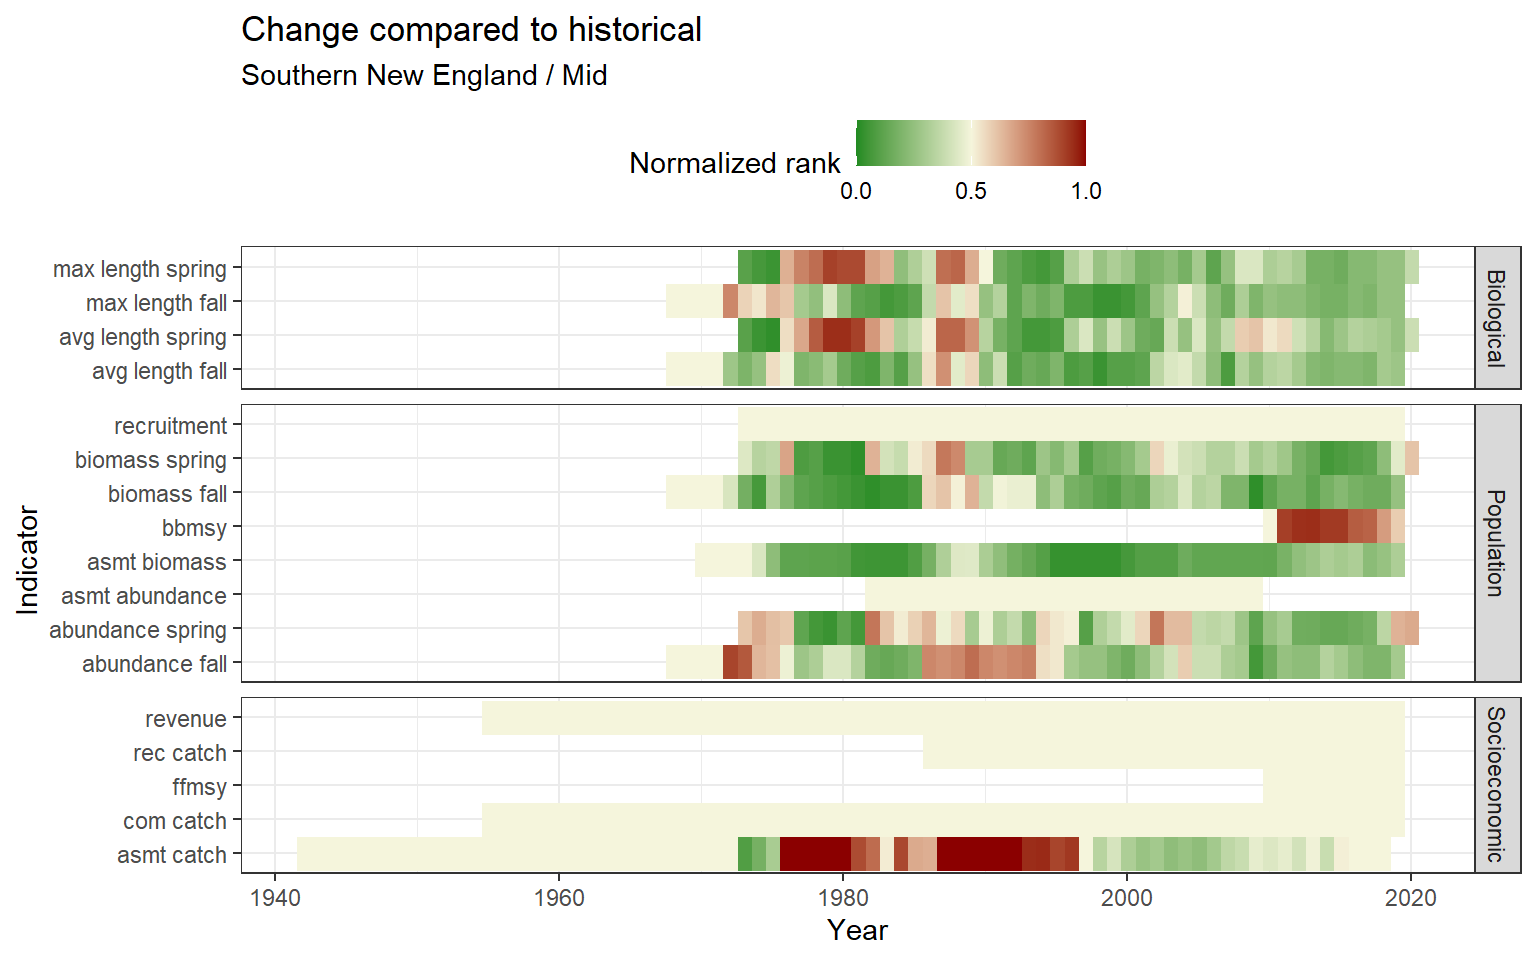 Change compared to historical
Southern New England / Mid
Normalized rank
0.0 0.5 1.0
max length spring
max length fall
avg length spring
avg length fall
Biological
recruitment
biomass spring
biomass fall
bbmsy
asmt biomass
asmt abundance
abundance spring
abundance fall
Population
revenue
rec catch
ffmsy
com catch
asmt catch
Socioeconomic
Indicator
1940 1960 1980 2000 2020
Year